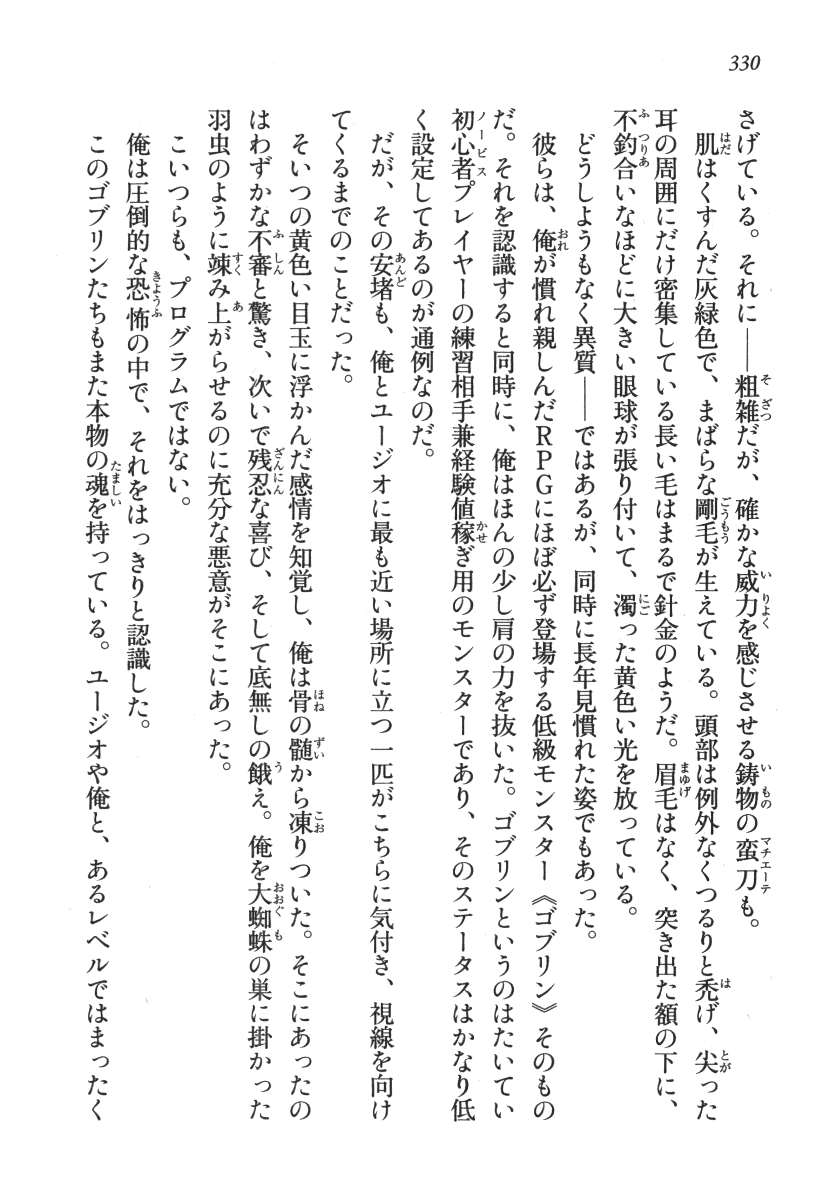 330
さげている。それに――粗雑だが、確かな威力を感じさせる鋳物の蛮刀も。
肌はくすんだ灰緑色で、まばらな剛毛が生えている。頭部は例外なくつるりと禿げ、尖った
耳の周囲にだけ密集している長い毛はまるで針金のようだ。眉毛はなく、突き出た額の下に、
不釣合いなほどに大きい眼球が張り付いて、濁った黄色い光を放っている。
どうしようもなく異質――ではあるが、同時に長年見慣れた姿でもあった。
彼らは、俺が慣れ親しんだRPGにほぼ必ず登場する低級モンスター《ゴブリン》そのもの
だ。それを認識すると同時に、俺はほんの少し肩の力を抜いた。ゴブリンというのはたいてい
初心者プレイヤーの練習相手兼経験値稼ぎ用のモンスターであり、そのステータスはかなり低
く設定してあるのが通例なのだ。
だが、その安堵も、俺とユージオに最も近い場所に立つ一匹がこちらに気付き、視線を向け
てくるまでのことだった。
そいつの黄色い目玉に浮かんだ感情を知覚し、俺は骨の髄から凍りついた。そこにあったの
はわずかな不審と驚き、次いで残忍な喜び、そして底無しの餓え。俺を大蜘蛛の巣に掛かった
羽虫のように竦み上がらせるのに充分な悪意がそこにあった。
こいつらも、プログラムではない。
俺は圧倒的な恐怖の中で、それをはっきりと認識した。
このゴブリンたちもまた本物の魂を持っている。ユージオや俺と、あるレベルではまったく